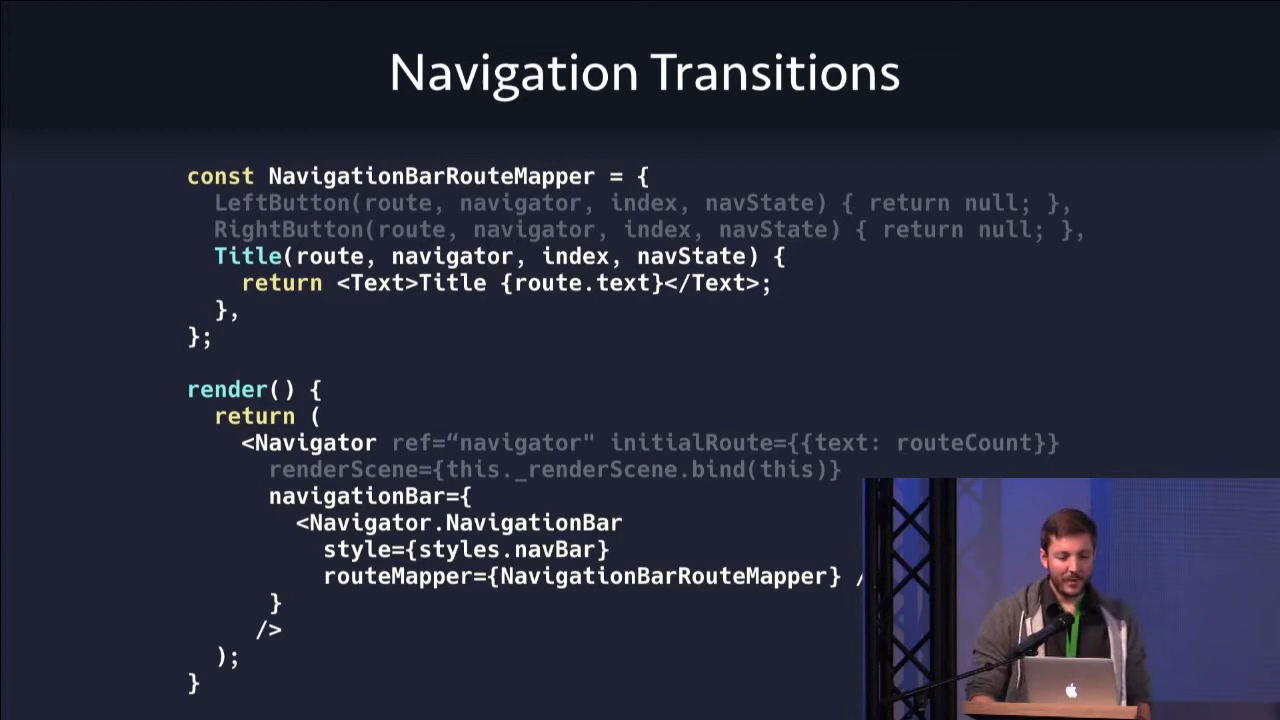 Navigation Transitions
const NavigationBarRouteMapper = {
LeftButton(route, navigator, index, navState) { return null; },
RightButton(route, navigator, index, navState) { return null; },
Title(route, navigator, index, navState) {
return <Text>Title {route.text}</Text>;
},
};
render() {
return (
<Navigator ref=“navigator" initialRoute={{text: routeCount}}
renderScene={this._renderScene.bind(this)}
navigationBar={
<Navigator.NavigationBar
style={styles.navBar}
routeMapper={NavigationBarRouteMapper} /
}
/>
);
}